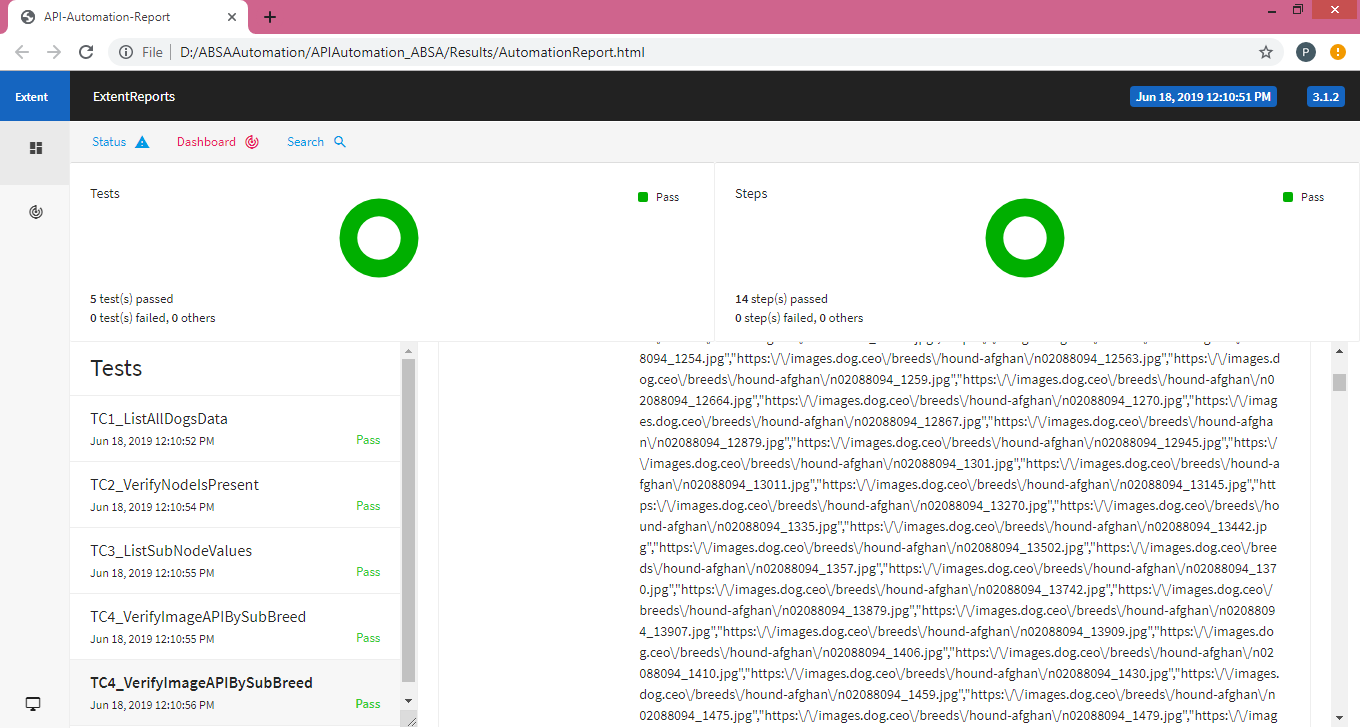 API-Automation-Report
File
D:/ABSAAutomation/APIAutomation_ABSA/Results/AutomationReport.html
P
Extent
ExtentReports
Jun 18, 2019 12:10:51 PM
3.1.2
Status
Dashboard
Search
Tests
Pass
5 test(s) passed
0 test(s) failed, 0 others
Steps
Pass
14 step(s) passed
0 step(s) failed, 0 others
Tests
TC1_ListAllDogsData
Jun 18, 2019 12:10:52 PM
Pass
TC2_VerifyNodeIsPresent
Jun 18, 2019 12:10:54 PM
Pass
TC3_ListSubNodeValues
Jun 18, 2019 12:10:55 PM
Pass
TC4_VerifyImageAPIBySubBreed
Jun 18, 2019 12:10:55 PM
Pass
TC4_VerifyImageAPIBySubBreed
Jun 18, 2019 12:10:56 PM
Pass
8094_1254.jpg","https:\/\/images.dog.ceo\/breeds\/hound-afghan\/n02088094_12563.jpg","https:\/\/images.d
og.ceo\/breeds\/hound-afghan\/n02088094_1259.jpg","https:\/\/images.dog.ceo\/breeds\/hound-afghan\/n0
2088094_12664.jpg","https:\/\/images.dog.ceo\/breeds\/hound-afghan\/n02088094_1270.jpg","https:\/\/imag
es.dog.ceo\/breeds\/hound-afghan\/n02088094_12867.jpg","https:\/\/images.dog.ceo\/breeds\/hound-afgha
n\/n02088094_12879.jpg","https:\/\/images.dog.ceo\/breeds\/hound-afghan\/n02088094_12945.jpg","https:\/
\/images.dog.ceo\/breeds\/hound-afghan\/n02088094_1301.jpg","https:\/\/images.dog.ceo\/breeds\/hound-a
fghan\/n02088094_13011.jpg","https:\/\/images.dog.ceo\/breeds\/hound-afghan\/n02088094_13145.jpg","htt
ps:\/\/images.dog.ceo\/breeds\/hound-afghan\/n02088094_13270.jpg","https:\/\/images.dog.ceo\/breeds\/ho
und-afghan\/n02088094_1335.jpg","https:\/\/images.dog.ceo\/breeds\/hound-afghan\/n02088094_13442.jp
g","https:\/\/images.dog.ceo\/breeds\/hound-afghan\/n02088094_13502.jpg","https:\/\/images.dog.ceo\/bree
ds\/hound-afghan\/n02088094_1357.jpg","https:\/\/images.dog.ceo\/breeds\/hound-afghan\/n02088094_137
0.jpg","https:\/\/images.dog.ceo\/breeds\/hound-afghan\/n02088094_13742.jpg","https:\/\/images.dog.ceo\/
breeds\/hound-afghan\/n02088094_13879.jpg","https:\/\/images.dog.ceo\/breeds\/hound-afghan\/n0208809
4_13907.jpg","https:\/\/images.dog.ceo\/breeds\/hound-afghan\/n02088094_13909.jpg","https:\/\/images.do
g.ceo\/breeds\/hound-afghan\/n02088094_1406.jpg","https:\/\/images.dog.ceo\/breeds\/hound-afghan\/n02
088094_1410.jpg","https:\/\/images.dog.ceo\/breeds\/hound-afghan\/n02088094_1430.jpg","https:\/\/images.
dog.ceo\/breeds\/hound-afghan\/n02088094_1459.jpg","https:\/\/images.dog.ceo\/breeds\/hound-afghan\/n
02088094_1475.jpg","https:\/\/images.dog.ceo\/breeds\/hound-afghan\/n02088094_1479.jpg","https:\/\/imag